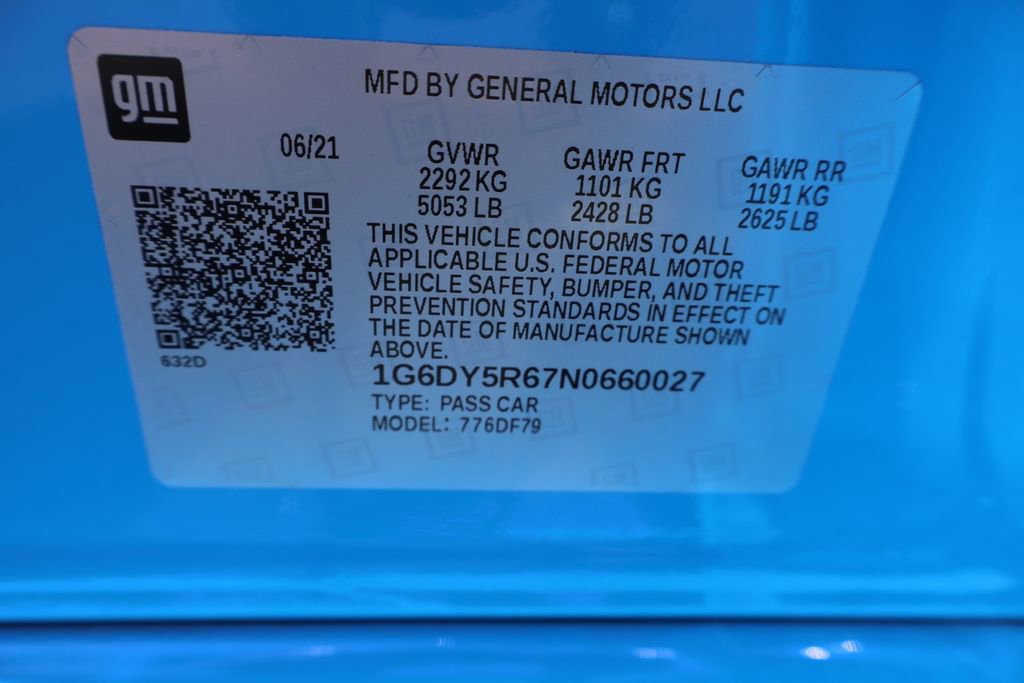 gm
MFD BY GENERAL MOTORS LLC
06/21
GVWR GAWR FRT GAWR RR
2292 KG 1101 KG 1191 KG
5053 LB 2428 LB 2625 LB
THIS VEHICLE CONFORMS TO ALL
APPLICABLE U.S. FEDERAL MOTOR
VEHICLE SAFETY, BUMPER, AND THEFT
PREVENTION STANDARDS IN EFFECT ON
THE DATE OF MANUFACTURE SHOWN
ABOVE.
632D
1G6DY5R67N0660027
TYPE: PASS CAR
MODEL: 776DF79